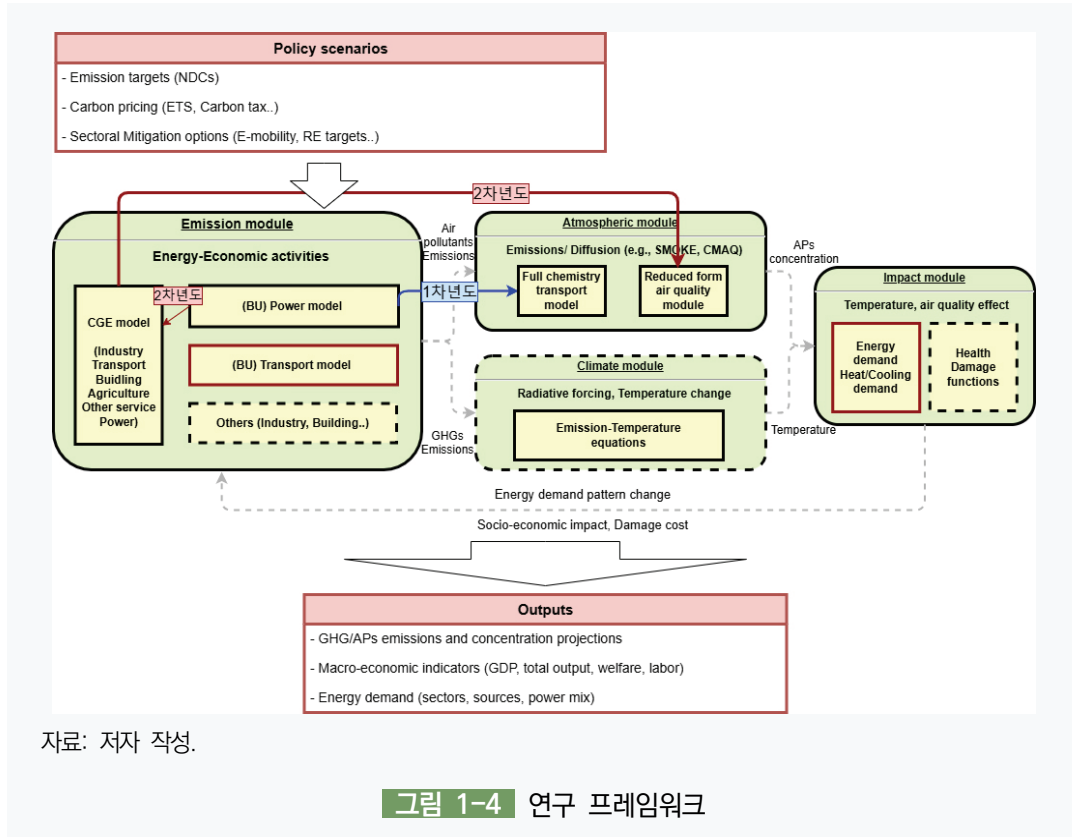 Policy scenarios
- Emission targets (NDCs)
- Carbon pricing (ETS, Carbon tax..)
- Sectoral Mitigation options (E-mobility, RE targets..)
2차년도
Emission module
Energy-Economic activities
CGE model
(Industry
Transport
Buidling
Agriculture
Other service
Power)
2차년도
(BU) Power model
(BU) Transport model
Others (Industry, Building..)
1차년도
Air
pollutants
Emissions
GHGs
Emissions
Atmospheric module
Emissions/ Diffusion (e.g., SMOKE, CMAQ)
Full chemistry
transport
model
Reduced form
air quality
module
Climate module
Radiative forcing, Temperature change
Emission-Temperature
equations
APs
concentration
Temperature
Impact module
Temperature, air quality effect
Energy
demand
Heat/Cooling
demand
Health
Damage
functions
Energy demand pattern change
Socio-economic impact, Damage cost
Outputs
- GHG/APs emissions and concentration projections
- Macro-economic indicators (GDP, total output, welfare, labor)
- Energy demand (sectors, sources, power mix)
자료: 저자 작성.
그림 1-4 연구 프레임워크